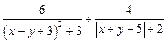 6/((x − y + 3)² + 3) + 4/(|x + y − 5| + 2)